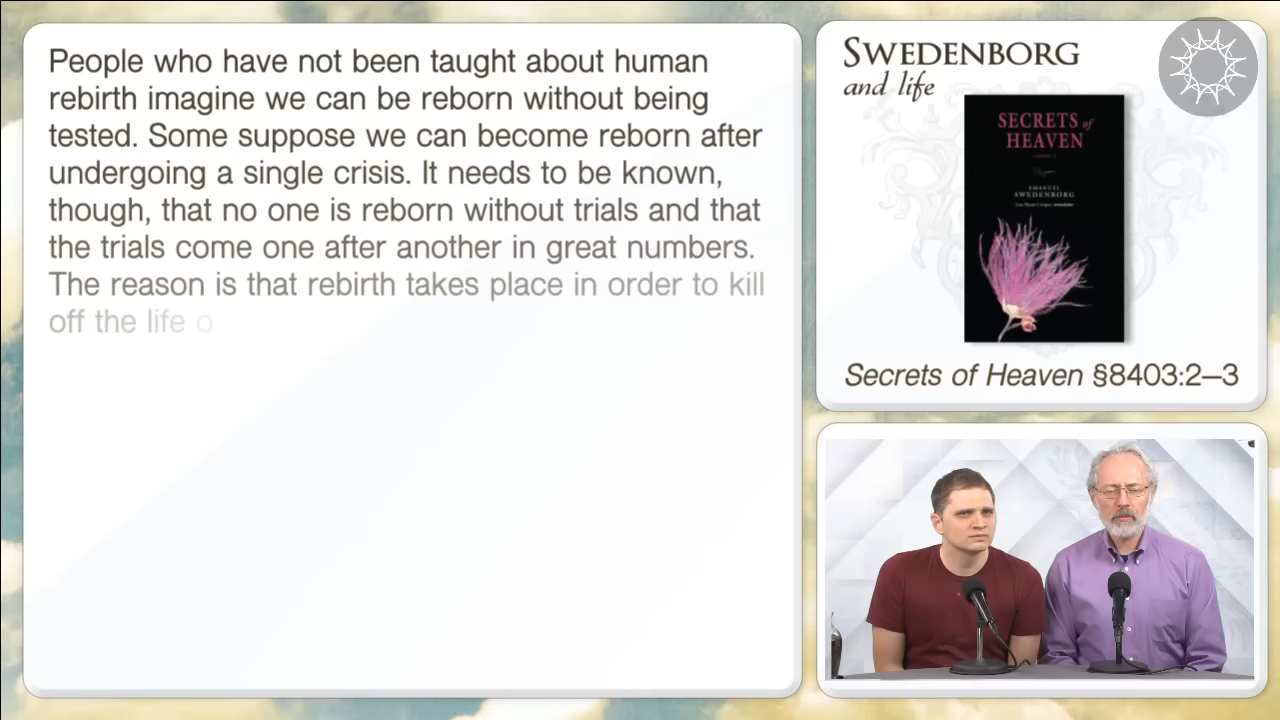 People who have not been taught about human
rebirth imagine we can be reborn without being
tested. Some suppose we can become reborn after
undergoing a single crisis. It needs to be known,
though, that no one is reborn without trials and that
the trials come one after another in great numbers.
The reason is that rebirth takes place in order to kill
off the life o
SWEDENBORG
and life
SECRETS of
HEAVEN
EMANUEL
SWEDENBORG
Secrets of Heaven §8403:2–3